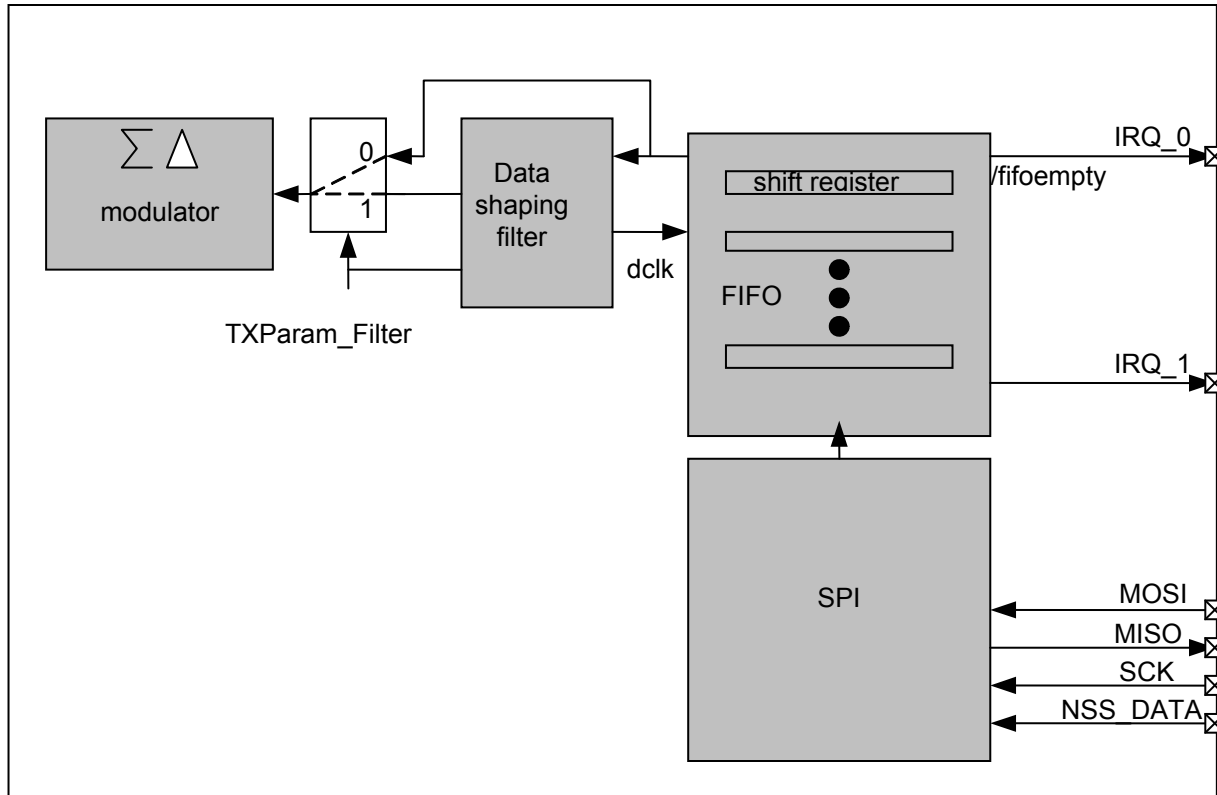 Σ Δ
modulator
0
1
TXParam_Filter
Data
shaping
filter
dclk
shift register
FIFO
IRQ_0
/fifoempty
IRQ_1
SPI
MOSI
MISO
SCK
NSS_DATA